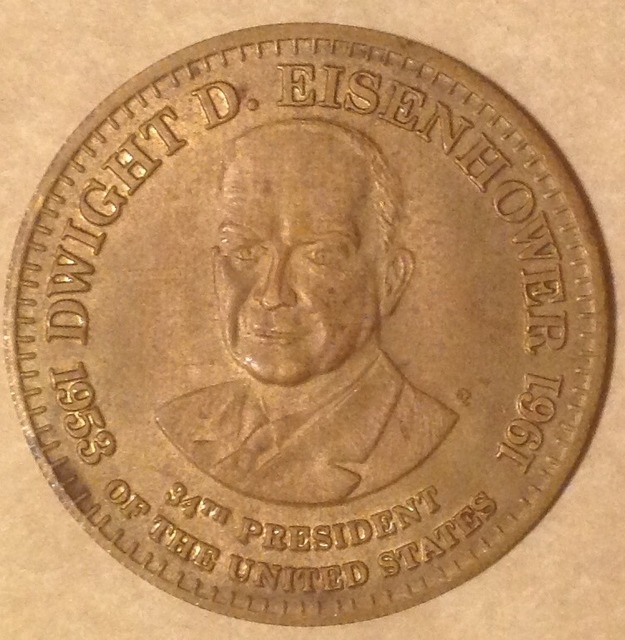 DWIGHT D. EISENHOWER
1953
1961
34TH PRESIDENT
OF THE UNITED STATES